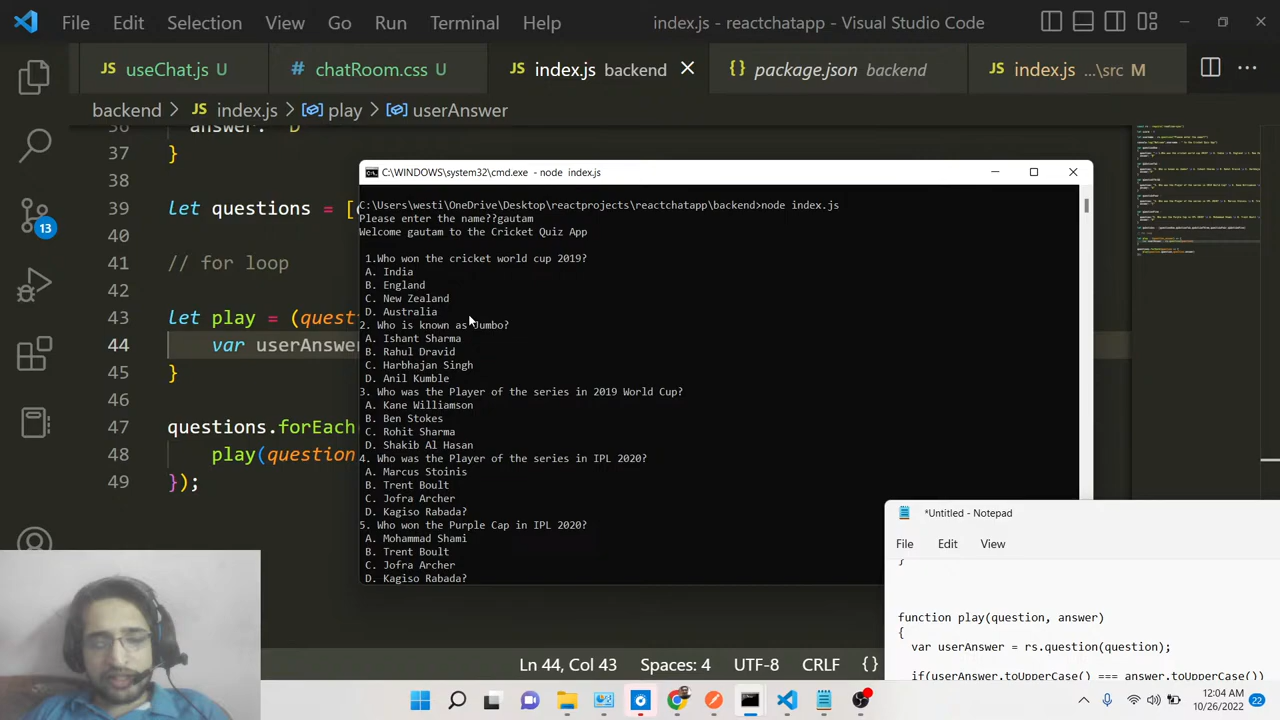 File Edit Selection View Go Run Terminal Help index.js - reactchatapp - Visual Studio Code
JS useChat.js U # chatRoom.css U JS index.js backend {} package.json backend JS index.js ...\src M
backend > JS index.js > play > userAnswer
36 answer: "D"
37 }
38
39 let questions = [
40
41 // for loop
42
43 let play = (quest
44 var userAnswe
45 }
46
47 questions.forEach
48 play(question
49 });
13
C:\WINDOWS\system32\cmd.exe - node index.js
C:\Users\westi\OneDrive\Desktop\reactprojects\reactchatapp\backend>node index.js
Please enter the name??gautam
Welcome gautam to the Cricket Quiz App
1.Who won the cricket world cup 2019?
A. India
B. England
C. New Zealand
D. Australia
2. Who is known as Jumbo?
A. Ishant Sharma
B. Rahul Dravid
C. Harbhajan Singh
D. Anil Kumble
3. Who was the Player of the series in 2019 World Cup?
A. Kane Williamson
B. Ben Stokes
C. Rohit Sharma
D. Shakib Al Hasan
4. Who was the Player of the series in IPL 2020?
A. Marcus Stoinis
B. Trent Boult
C. Jofra Archer
D. Kagiso Rabada?
5. Who won the Purple Cap in IPL 2020?
A. Mohammad Shami
B. Trent Boult
C. Jofra Archer
D. Kagiso Rabada?
*Untitled - Notepad
File Edit View
}
function play(question, answer)
{
var userAnswer = rs.question(question);
if(userAnswer.toUpperCase() === answer.toUpperCase())
Ln 44, Col 43 Spaces: 4 UTF-8 CRLF {}
12:04 AM
10/26/2022
22